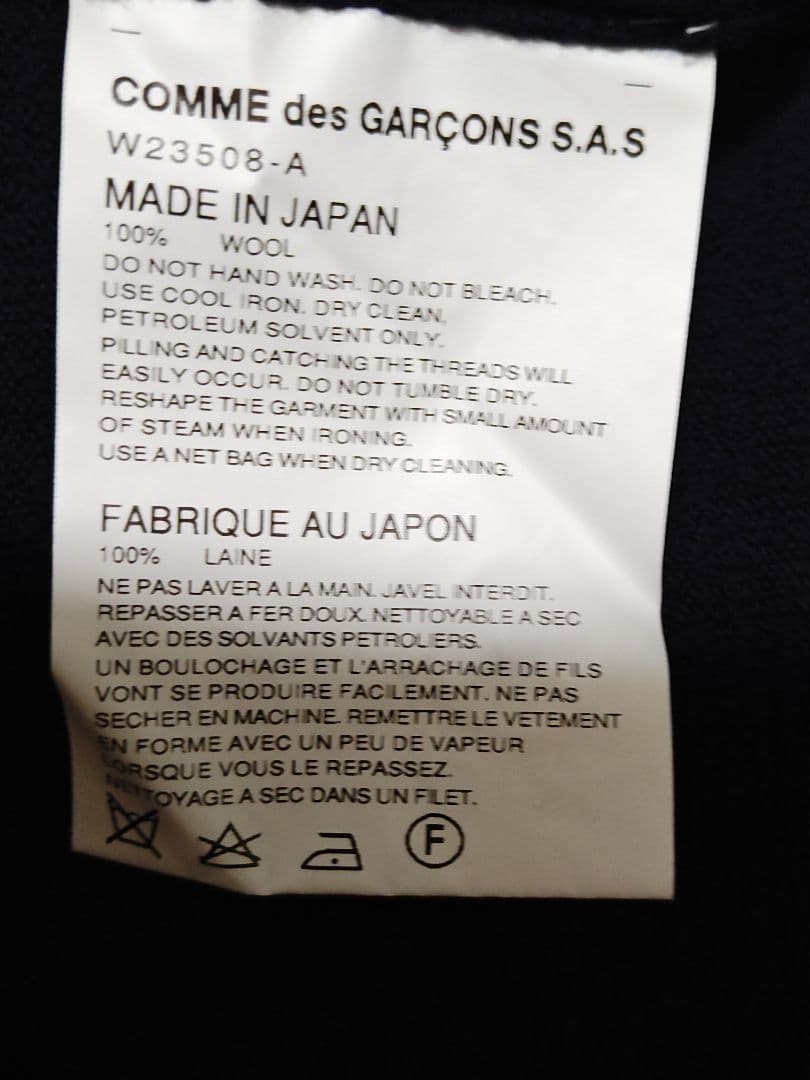 COMME des GARÇONS S.A.S
W23508-A
MADE IN JAPAN
100% WOOL
DO NOT HAND WASH. DO NOT BLEACH.
USE COOL IRON. DRY CLEAN,
PETROLEUM SOLVENT ONLY.
PILLING AND CATCHING THE THREADS WILL
EASILY OCCUR. DO NOT TUMBLE DRY.
RESHAPE THE GARMENT WITH SMALL AMOUNT
OF STEAM WHEN IRONING.
USE A NET BAG WHEN DRY CLEANING.
FABRIQUE AU JAPON
100% LAINE
NE PAS LAVER A LA MAIN. JAVEL INTERDIT.
REPASSER A FER DOUX. NETTOYABLE A SEC
AVEC DES SOLVANTS PETROLIERS.
UN BOULOCHAGE ET L'ARRACHAGE DE FILS
VONT SE PRODUIRE FACILEMENT. NE PAS
SECHER EN MACHINE. REMETTRE LE VETEMENT
EN FORME AVEC UN PEU DE VAPEUR
LORSQUE VOUS LE REPASSEZ.
NETTOYAGE A SEC DANS UN FILET.
F